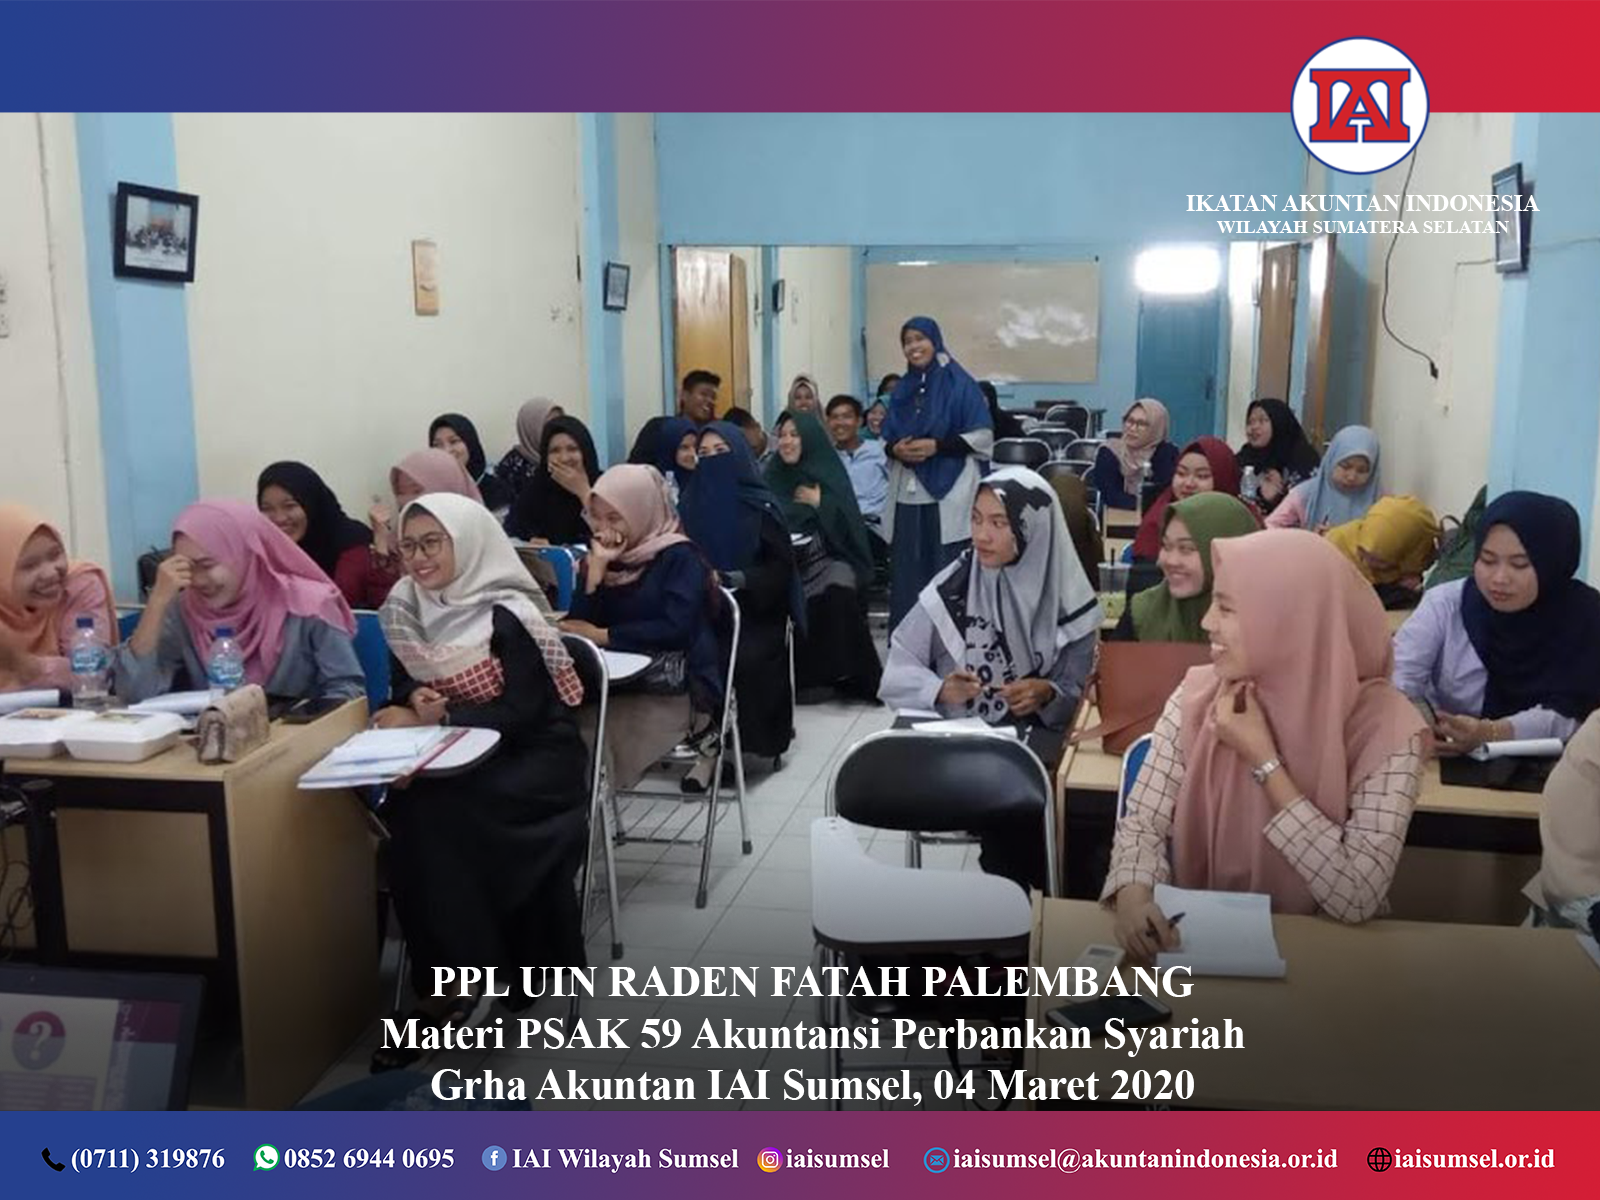 IAI
IKATAN AKUNTAN INDONESIA
WILAYAH SUMATERA SELATAN
?
PPL UIN RADEN FATAH PALEMBANG
Materi PSAK 59 Akuntansi Perbankan Syariah
Grha Akuntan IAI Sumsel, 04 Maret 2020
(0711) 319876 0852 6944 0695 IAI Wilayah Sumsel iaisumsel iaisumsel@akuntanindonesia.or.id iaisumsel.or.id